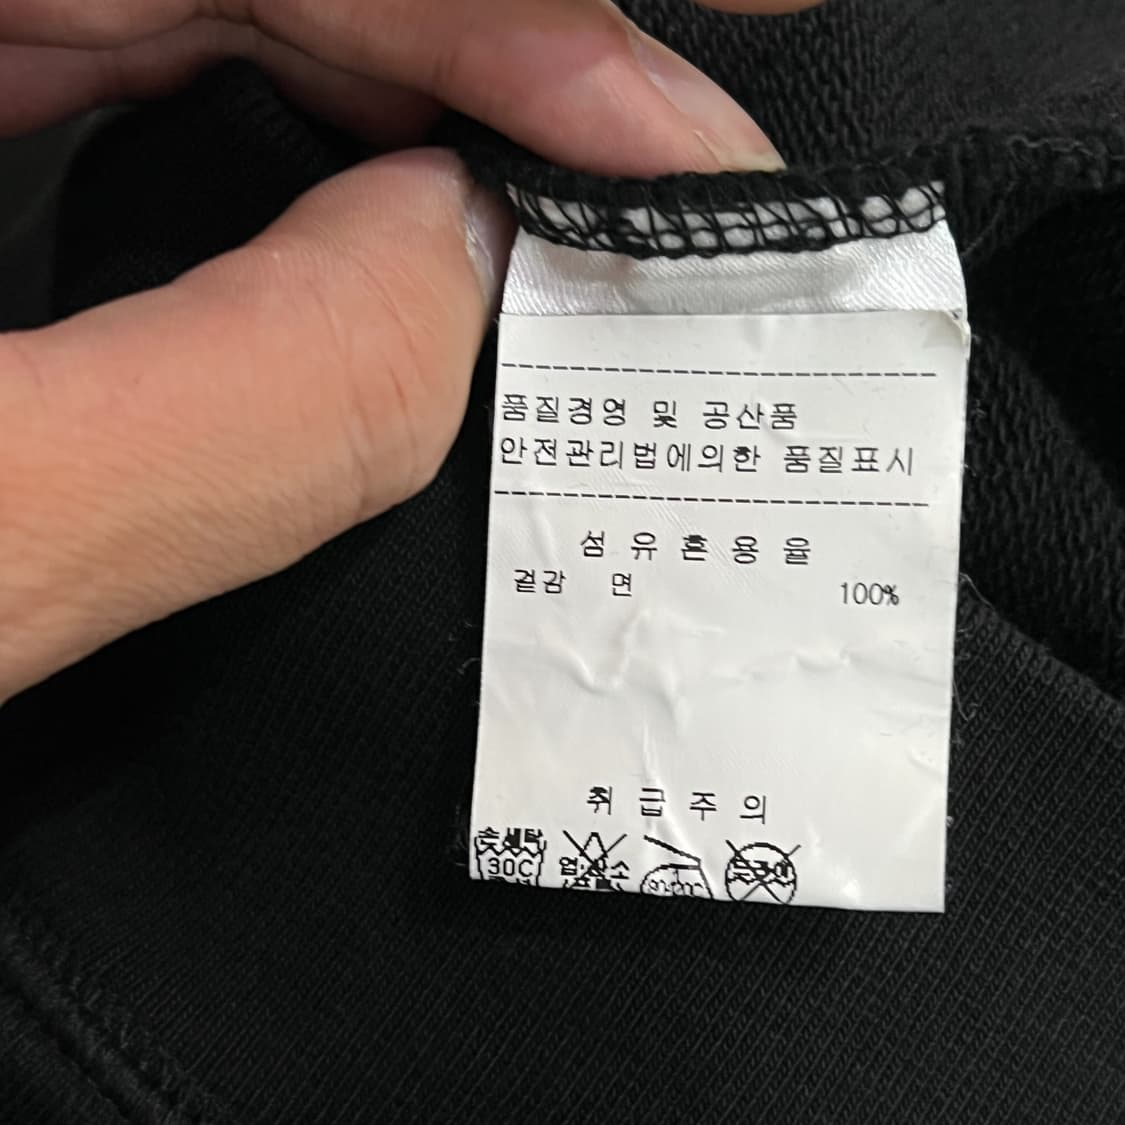 품질경영 및 공산품
안전관리법에의한 품질표시
섬유혼용율
겉감 면 100%
취급주의
손세탁
30C